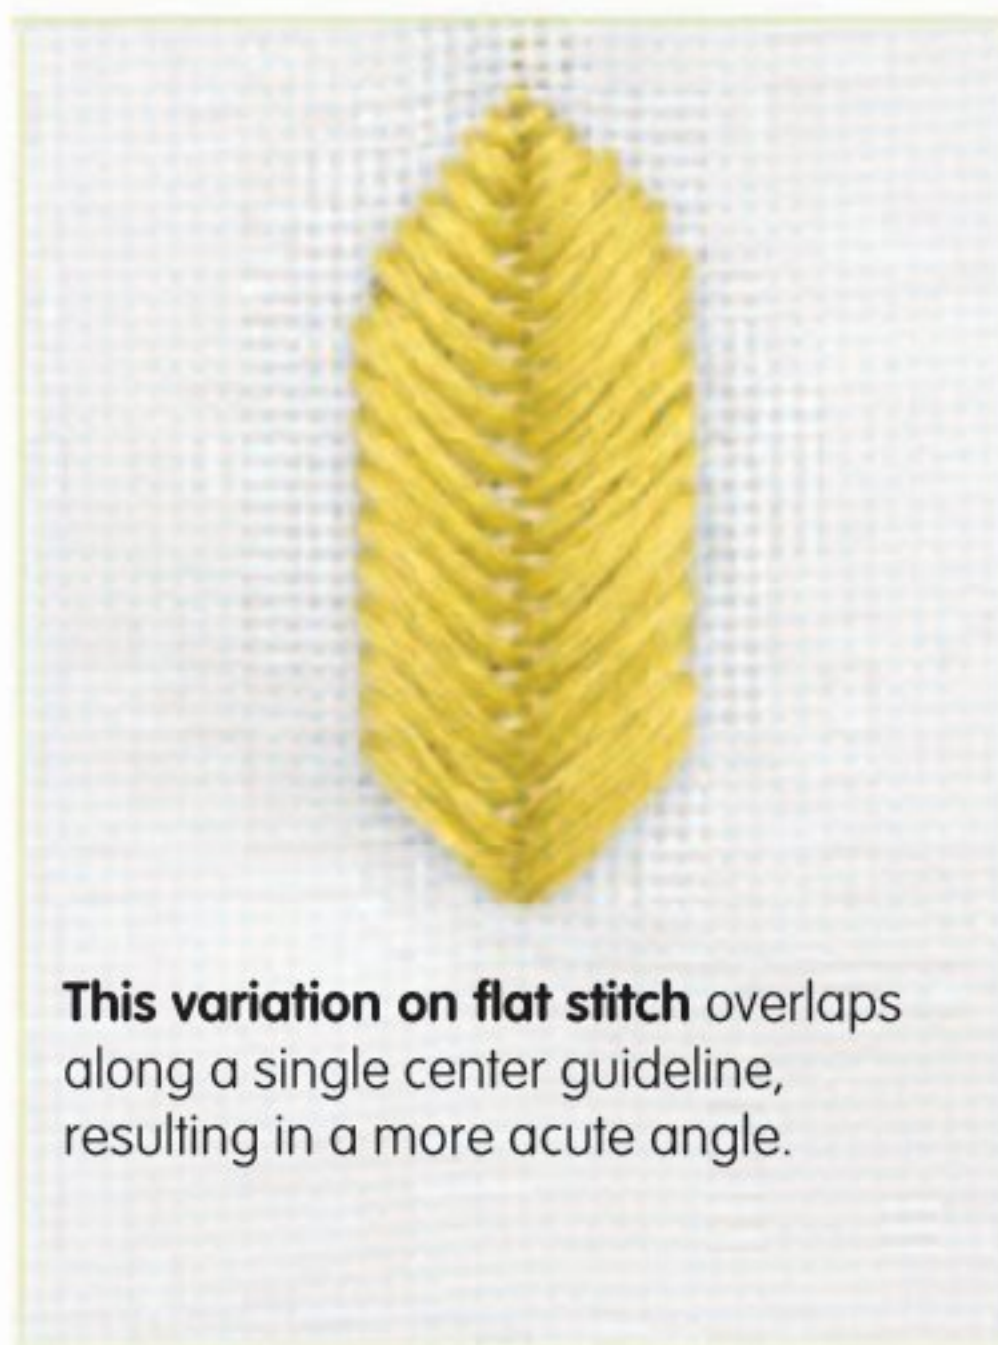 This variation on flat stitch overlaps
along a single center guideline,
resulting in a more acute angle.